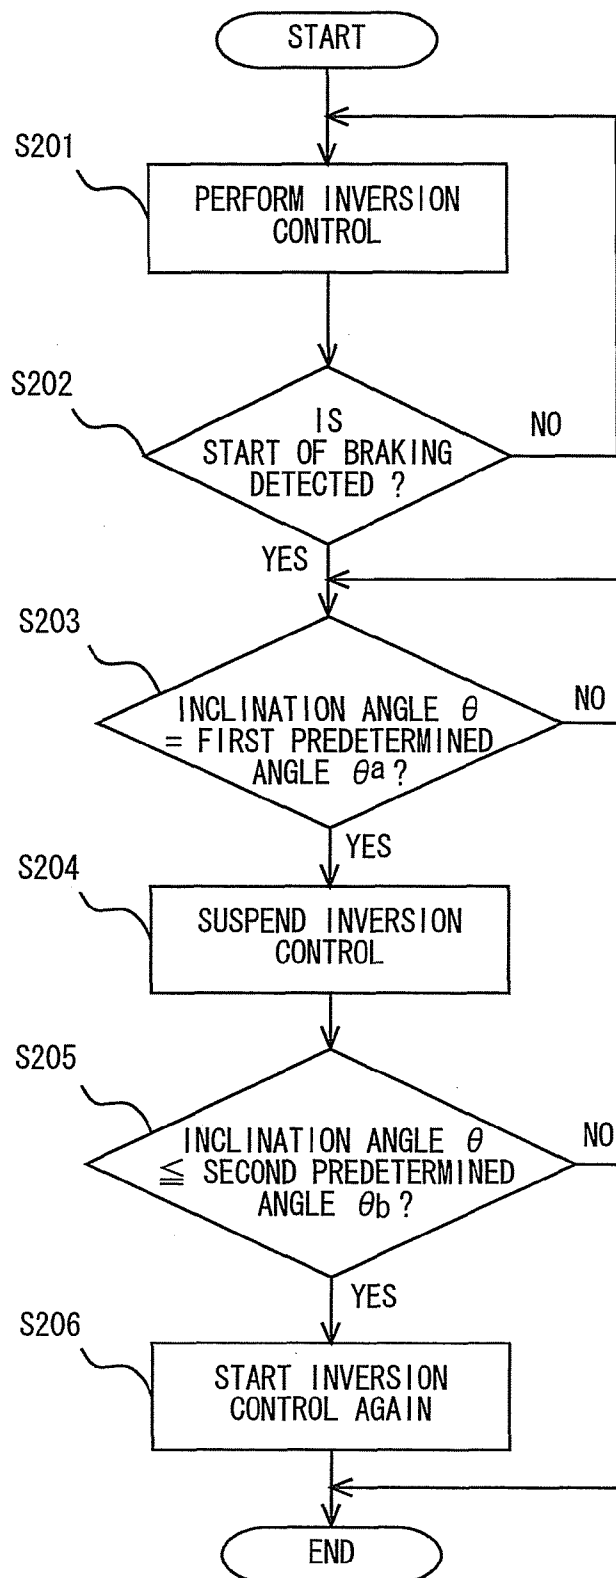 START
S201
PERFORM INVERSION
CONTROL
S202
IS
START OF BRAKING
DETECTED ?
NO
YES
S203
INCLINATION ANGLE θ
= FIRST PREDETERMINED
ANGLE θa ?
NO
YES
S204
SUSPEND INVERSION
CONTROL
S205
INCLINATION ANGLE θ
≦ SECOND PREDETERMINED
ANGLE θb ?
NO
YES
S206
START INVERSION
CONTROL AGAIN
END